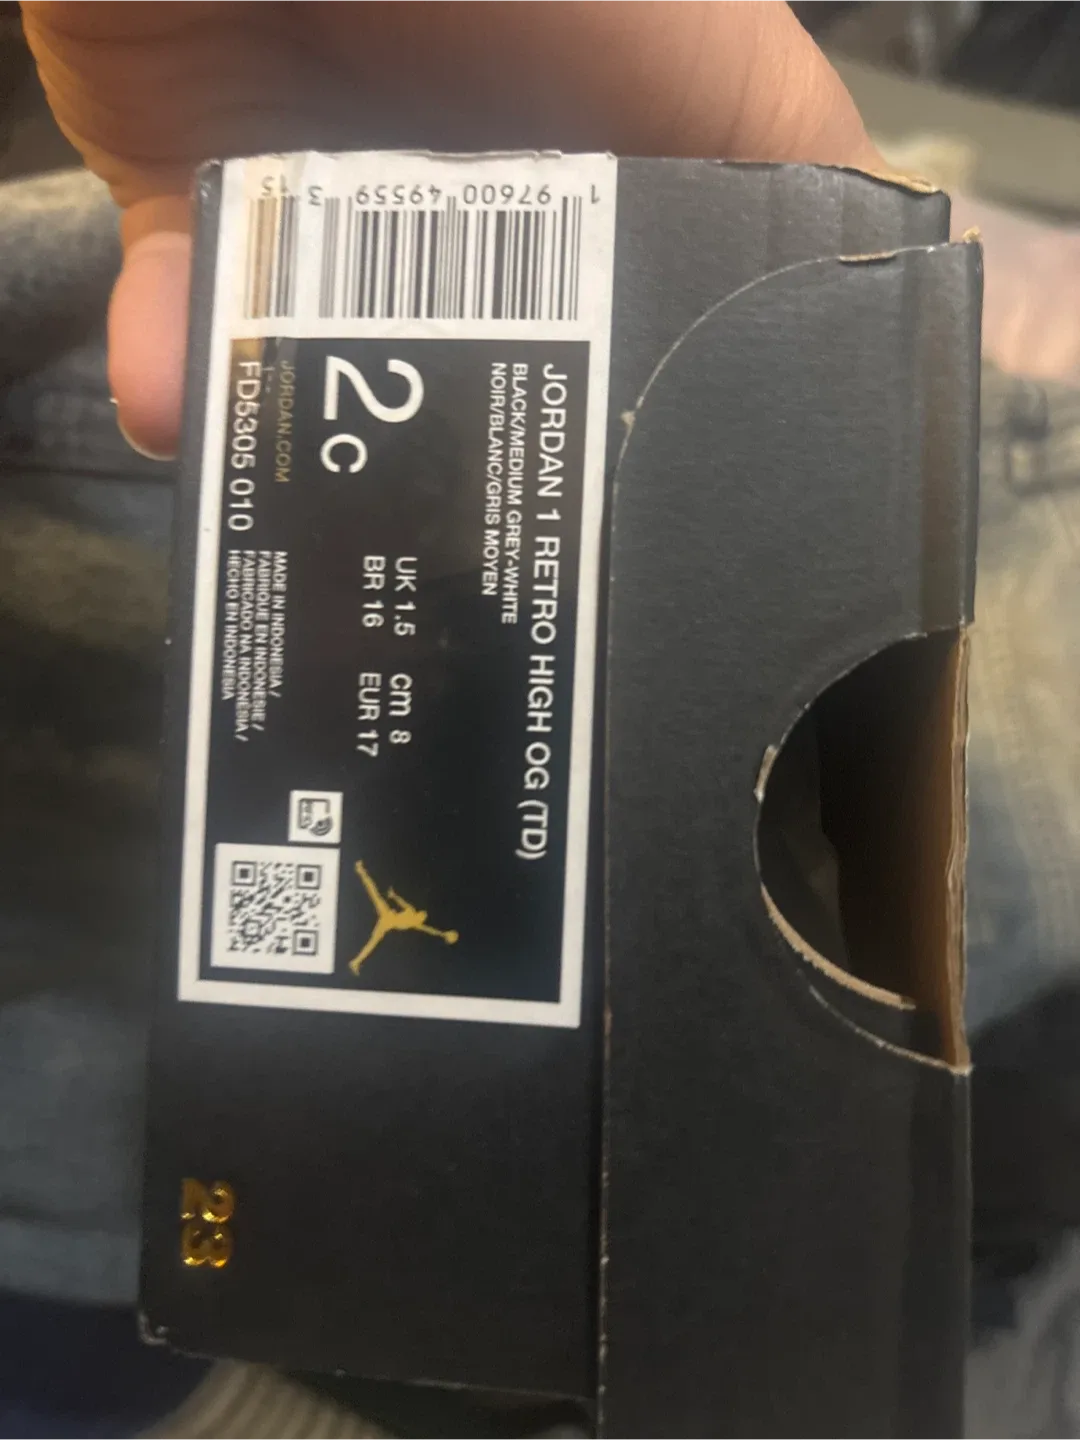 JORDAN 1 RETRO HIGH OG (TD)
BLACK/MEDIUM GREY-WHITE
NOIR/BLANC/GRIS MOYEN
2C
UK 1.5 cm 8
BR 16 EUR 17
JORDAN.COM
FD5305 010
MADE IN INDONESIA /
FABRIQUE EN INDONESIE /
FABRICADO NA INDONESIA /
HECHO EN INDONESIA
1 97600 49559 3
23